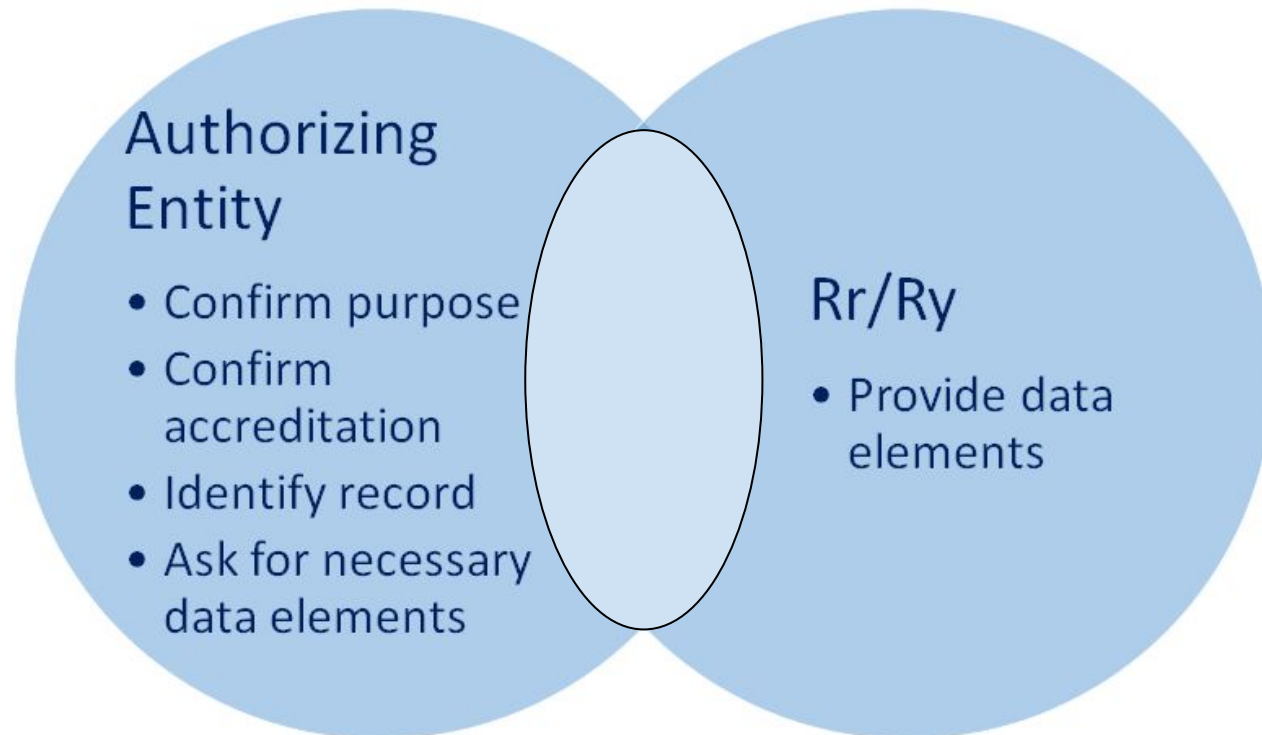 Authorizing
Entity
• Confirm purpose
• Confirm
accreditation
• Identify record
• Ask for necessary
data elements
Rr/Ry
• Provide data
elements